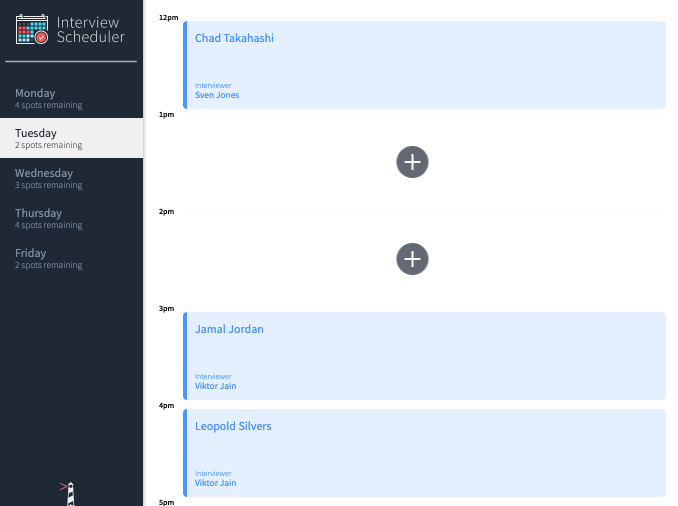 Interview
Scheduler
Monday
4 spots remaining
Tuesday
2 spots remaining
Wednesday
3 spots remaining
Thursday
4 spots remaining
Friday
2 spots remaining
12pm
Chad Takahashi
Interviewer
Sven Jones
1pm
2pm
3pm
Jamal Jordan
Interviewer
Viktor Jain
4pm
Leopold Silvers
Interviewer
Viktor Jain
5pm